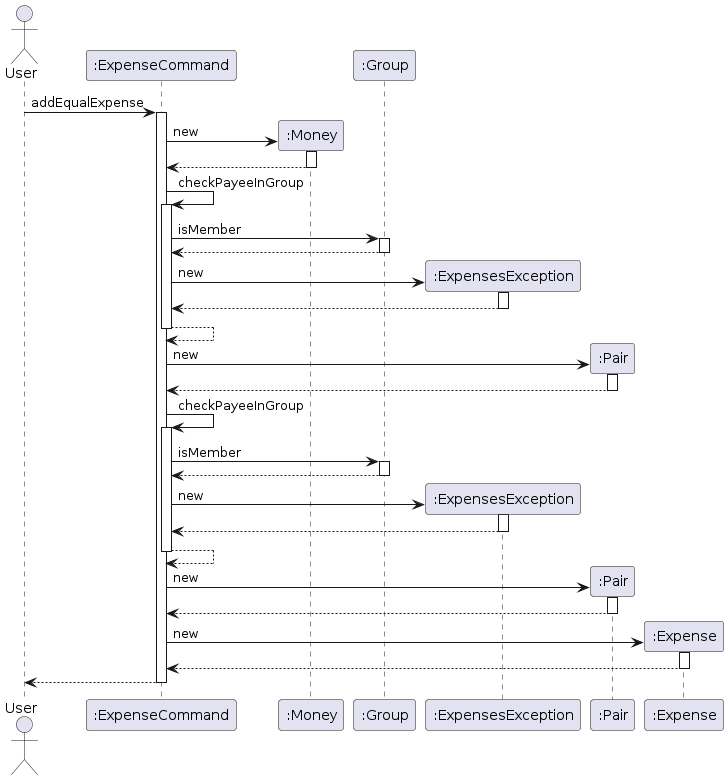 User
:ExpenseCommand
:Group
addEqualExpense
new
:Money
checkPayeeInGroup
isMember
new
:ExpensesException
new
:Pair
checkPayeeInGroup
isMember
new
:ExpensesException
new
:Pair
new
:Expense
User
:ExpenseCommand
:Money
:Group
:ExpensesException
:Pair
:Expense